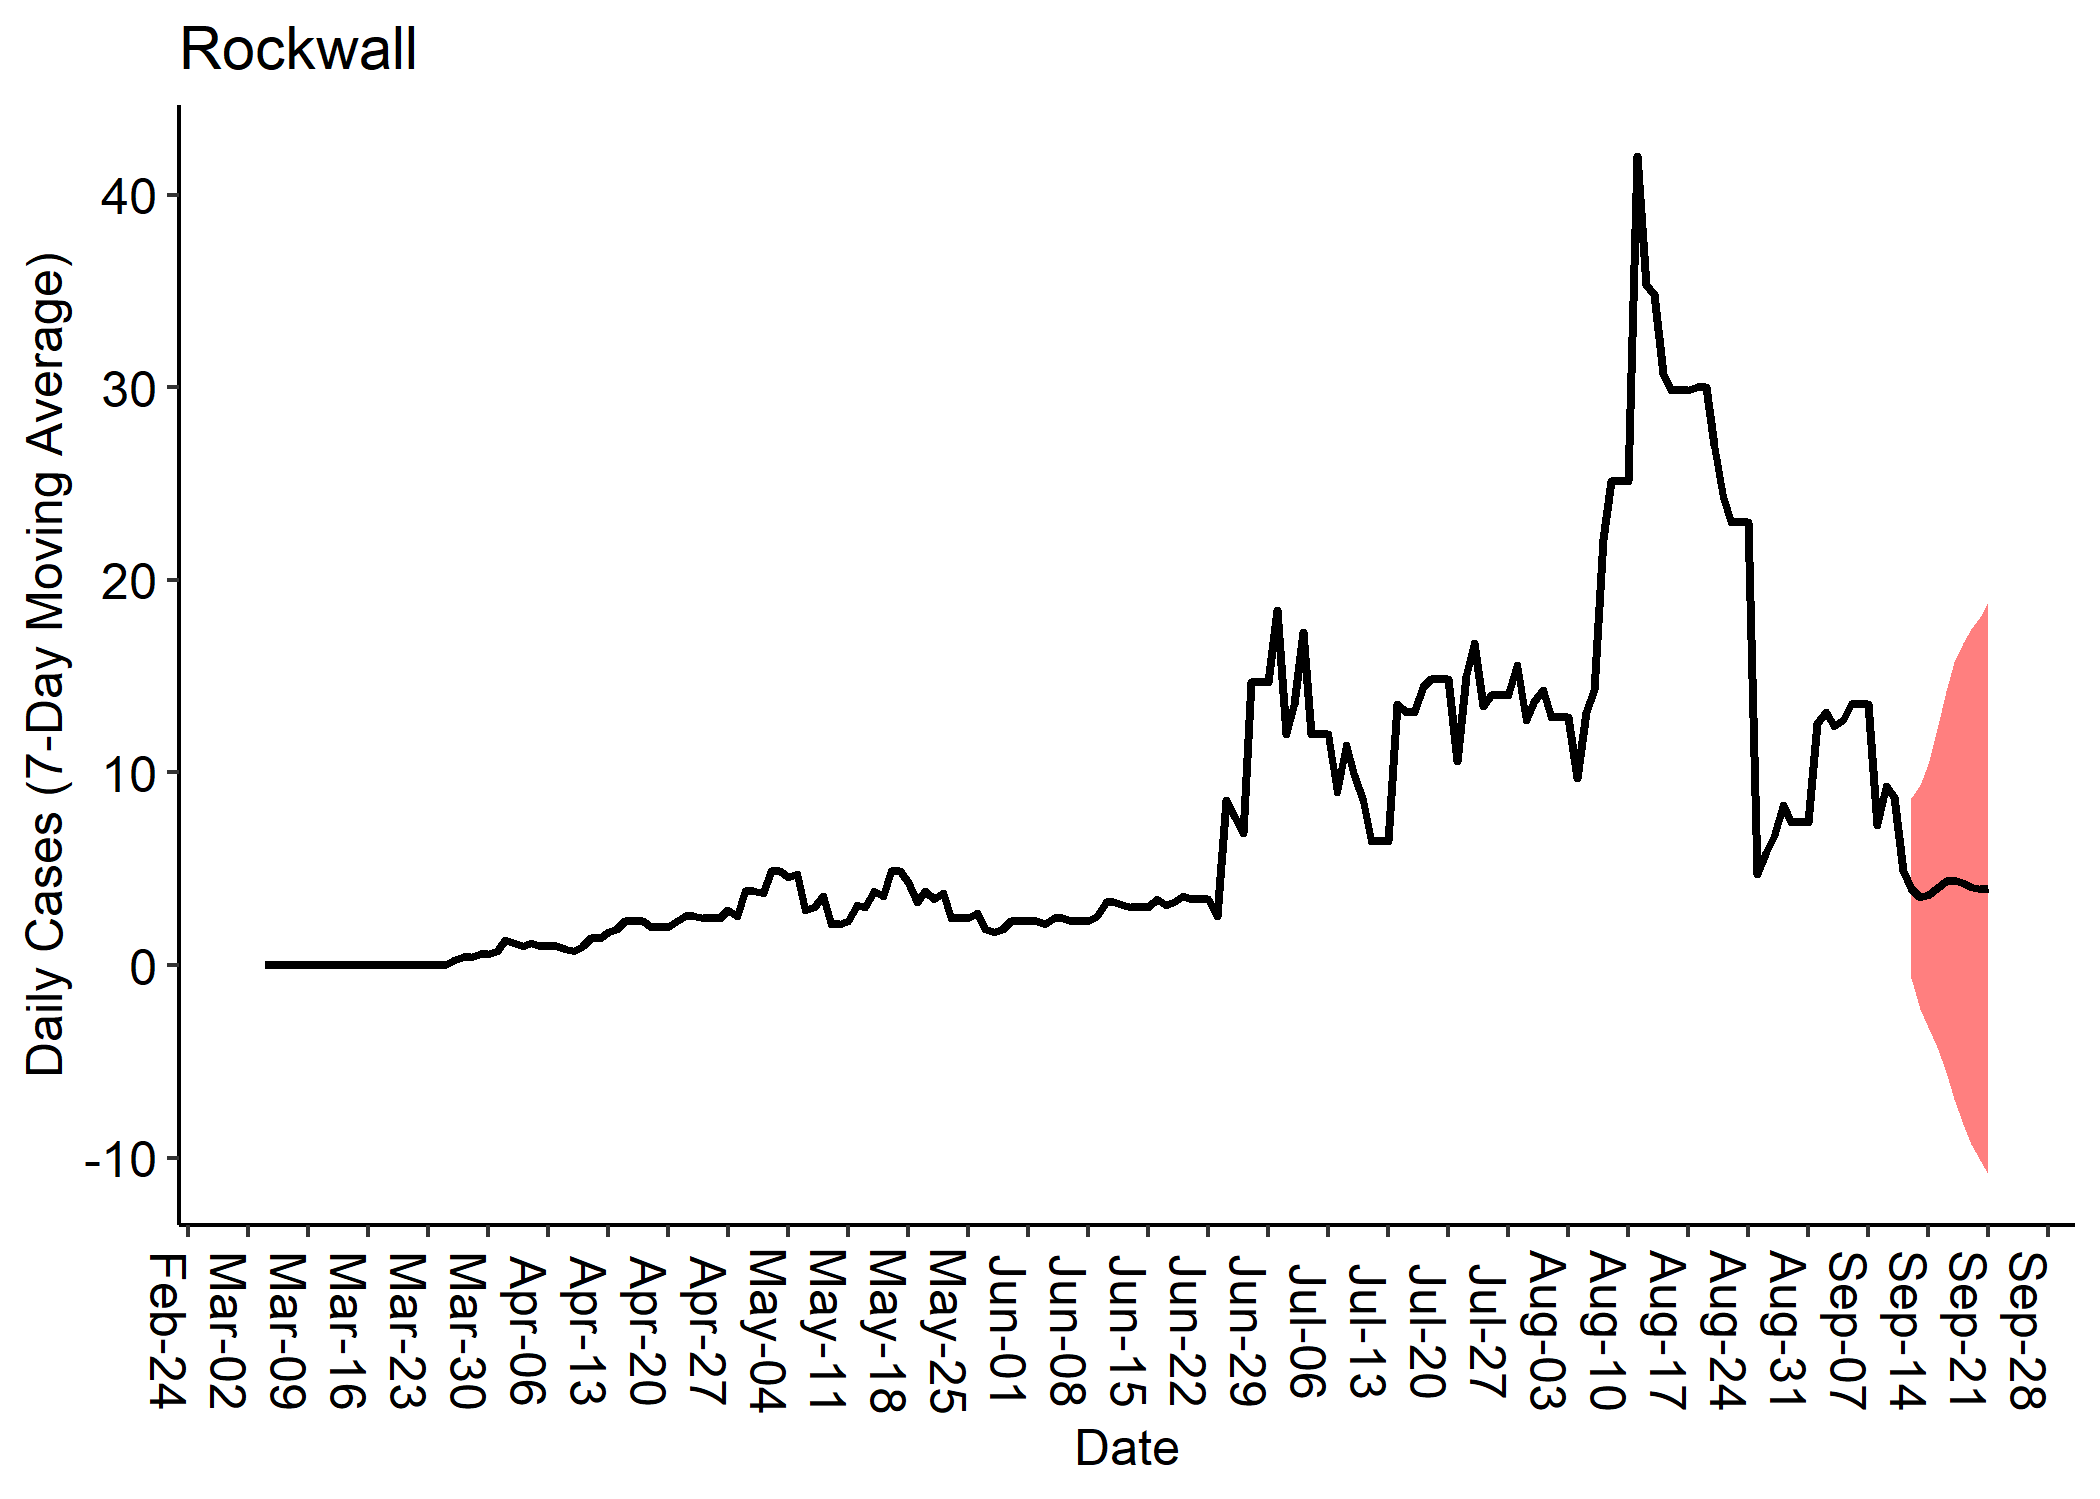 Rockwall
Daily Cases (7-Day Moving Average)
40
30
20
10
0
-10
Feb-24
Mar-02
Mar-09
Mar-16
Mar-23
Mar-30
Apr-06
Apr-13
Apr-20
Apr-27
May-04
May-11
May-18
May-25
Jun-01
Jun-08
Jun-15
Jun-22
Jun-29
Jul-06
Jul-13
Jul-20
Jul-27
Aug-03
Aug-10
Aug-17
Aug-24
Aug-31
Sep-07
Sep-14
Sep-21
Sep-28
Date